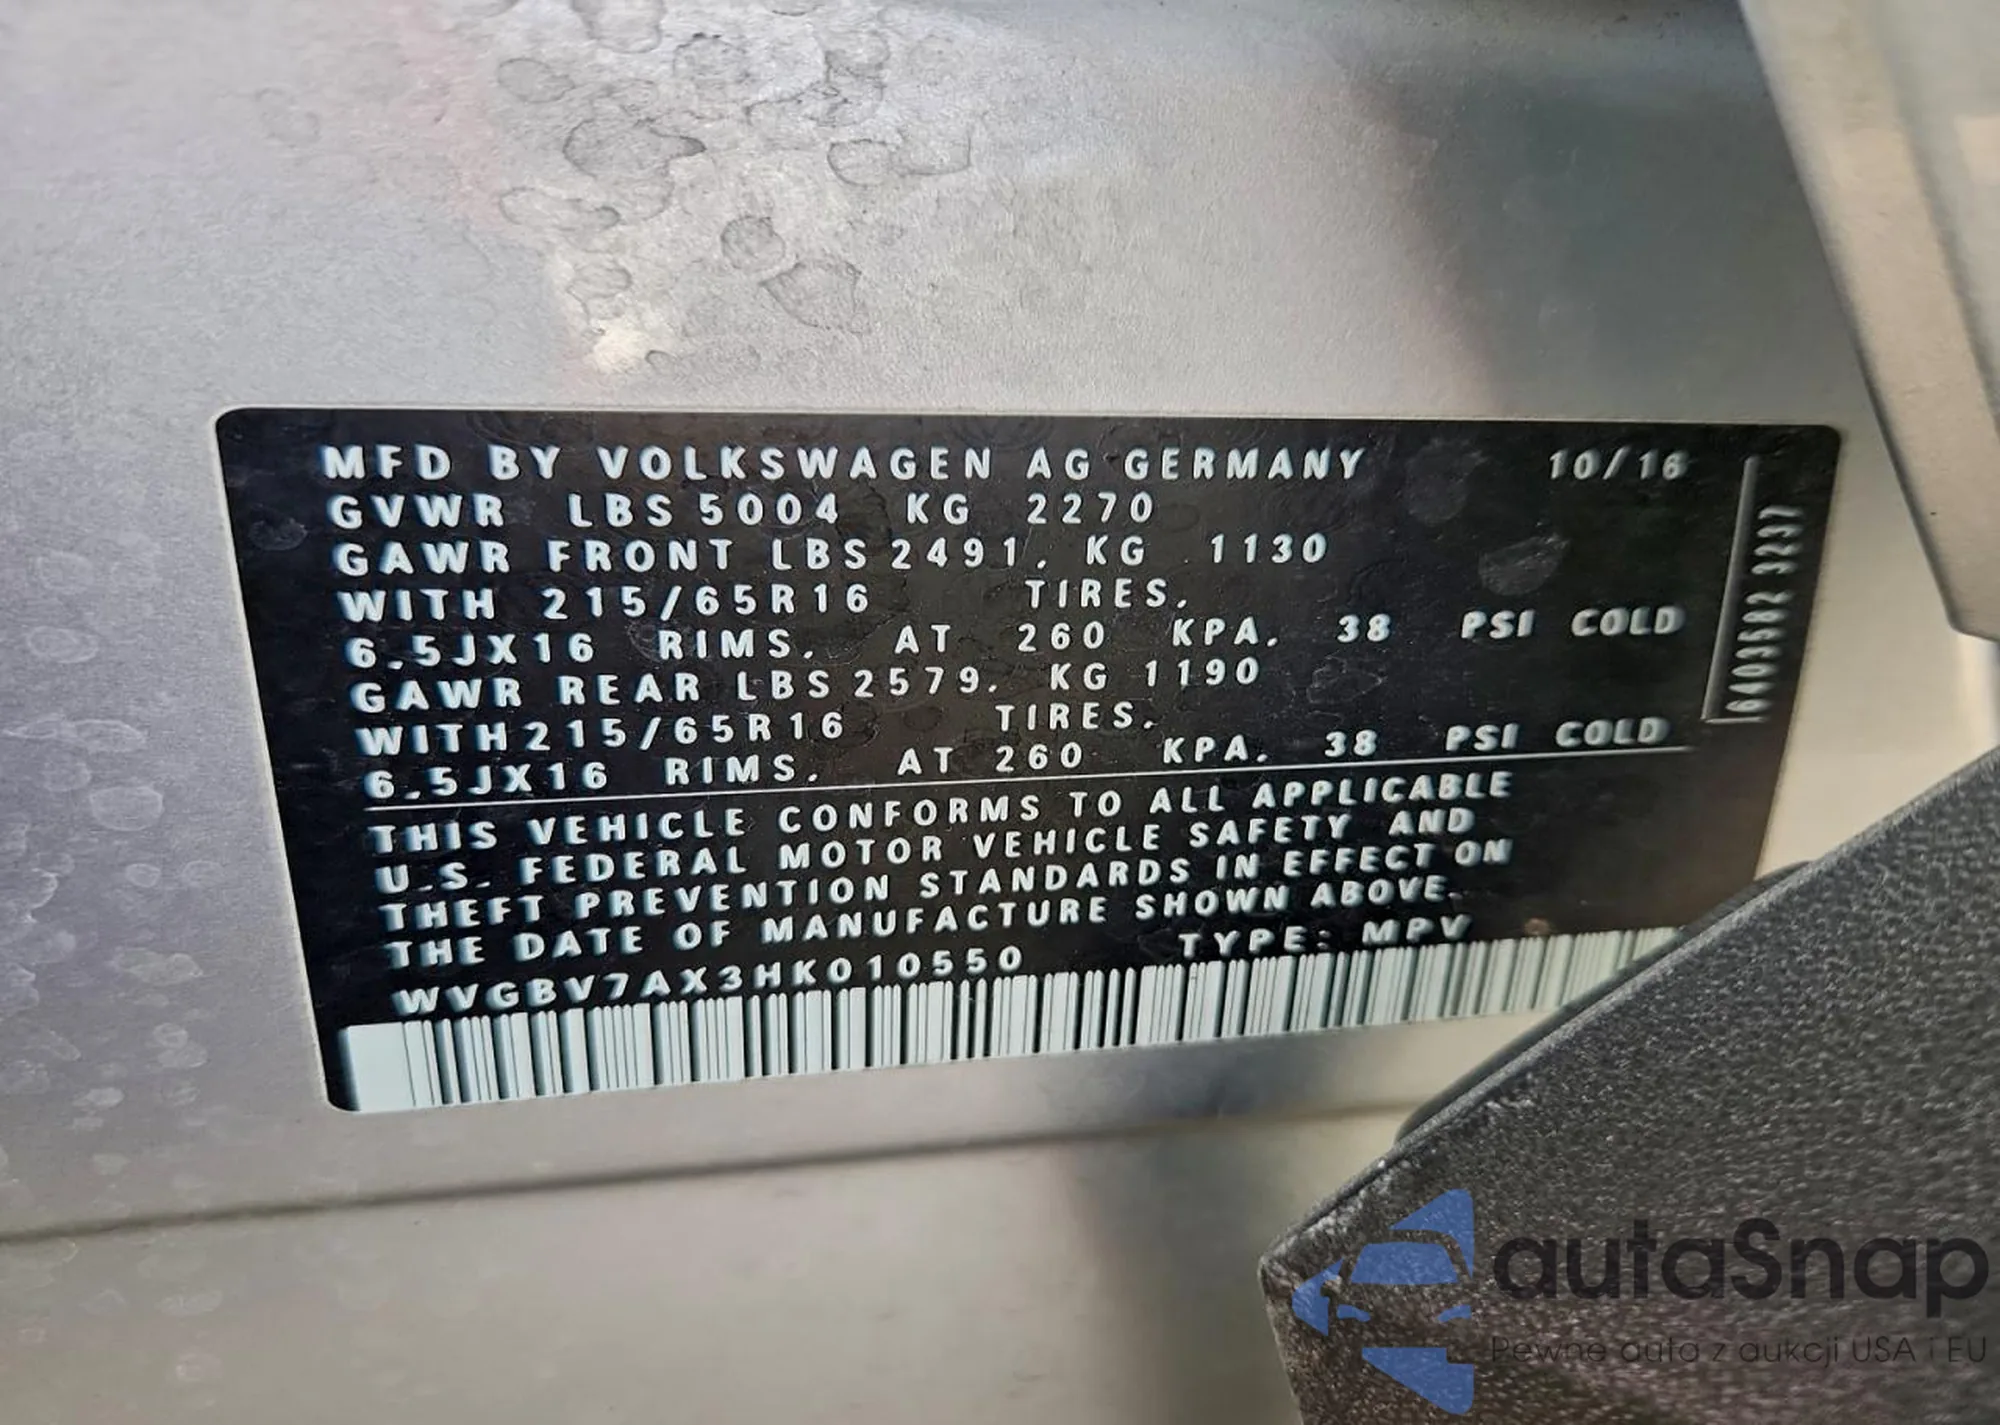 MFD BY VOLKSWAGEN AG GERMANY 10/16
GVWR LBS 5004 KG 2270
GAWR FRONT LBS 2491. KG 1130
WITH 215/65R16 TIRES.
6.5JX16 RIMS. AT 260 KPA. 38 PSI COLD
GAWR REAR LBS 2579. KG 1190
WITH 215/65R16 TIRES.
6.5JX16 RIMS. AT 260 KPA. 38 PSI COLD
THIS VEHICLE CONFORMS TO ALL APPLICABLE
U.S. FEDERAL MOTOR VEHICLE SAFETY AND
THEFT PREVENTION STANDARDS IN EFFECT ON
THE DATE OF MANUFACTURE SHOWN ABOVE.
WVGBV7AX3HK010550 TYPE: MPV
6403582 3237
autaSnap
Pewne auta z aukcji USA i EU